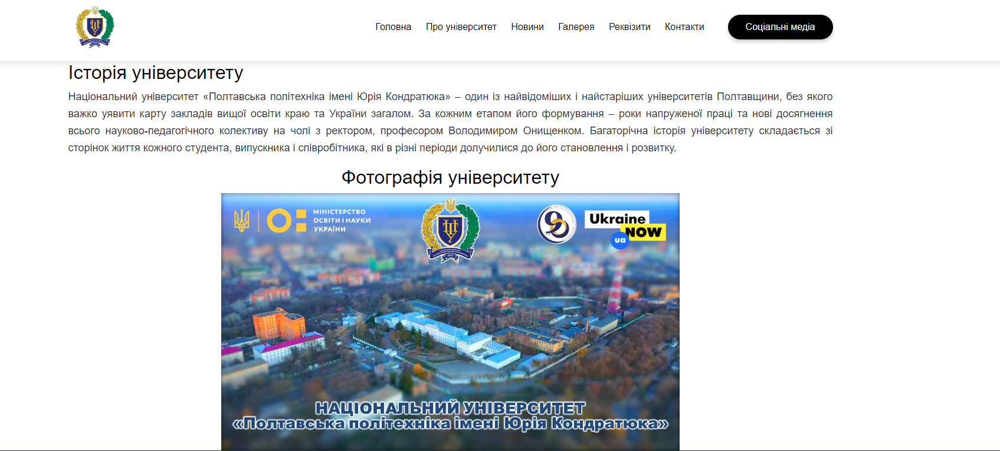 Головна Про університет Новини Галерея Реквізити Контакти Соціальні медіа
Історія університету
Національний університет «Полтавська політехніка імені Юрія Кондратюка» – один із найвідоміших і найстаріших університетів Полтавщини, без якого
важко уявити карту закладів вищої освіти краю та України загалом. За кожним етапом його формування – роки напруженої праці та нові досягнення
всього науково-педагогічного колективу на чолі з ректором, професором Володимиром Онищенком. Багаторічна історія університету складається зі
сторінок життя кожного студента, випускника і співробітника, які в різні періоди долучилися до його становлення і розвитку.
Фотографія університету
МІНІСТЕРСТВО
ОСВІТИ І НАУКИ
УКРАЇНИ
1930
90
Ukraine
NOW
ua
НАЦІОНАЛЬНИЙ УНІВЕРСИТЕТ
«Полтавська політехніка імені Юрія Кондратюка»